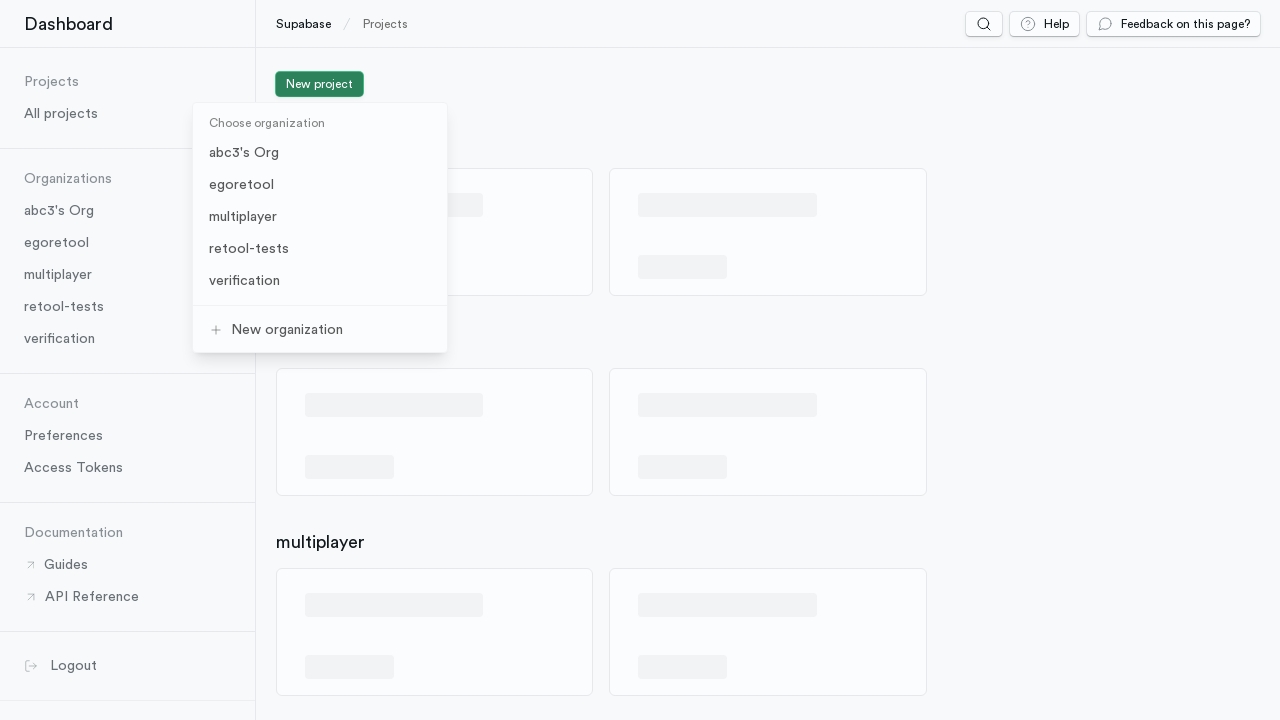 Dashboard
Supabase
Projects
Help
Feedback on this page?
Projects
All projects
Organizations
abc3's Org
egoretool
multiplayer
retool-tests
verification
Account
Preferences
Access Tokens
Documentation
Guides
API Reference
Logout
New project
Choose organization
abc3's Org
egoretool
multiplayer
retool-tests
verification
New organization
multiplayer